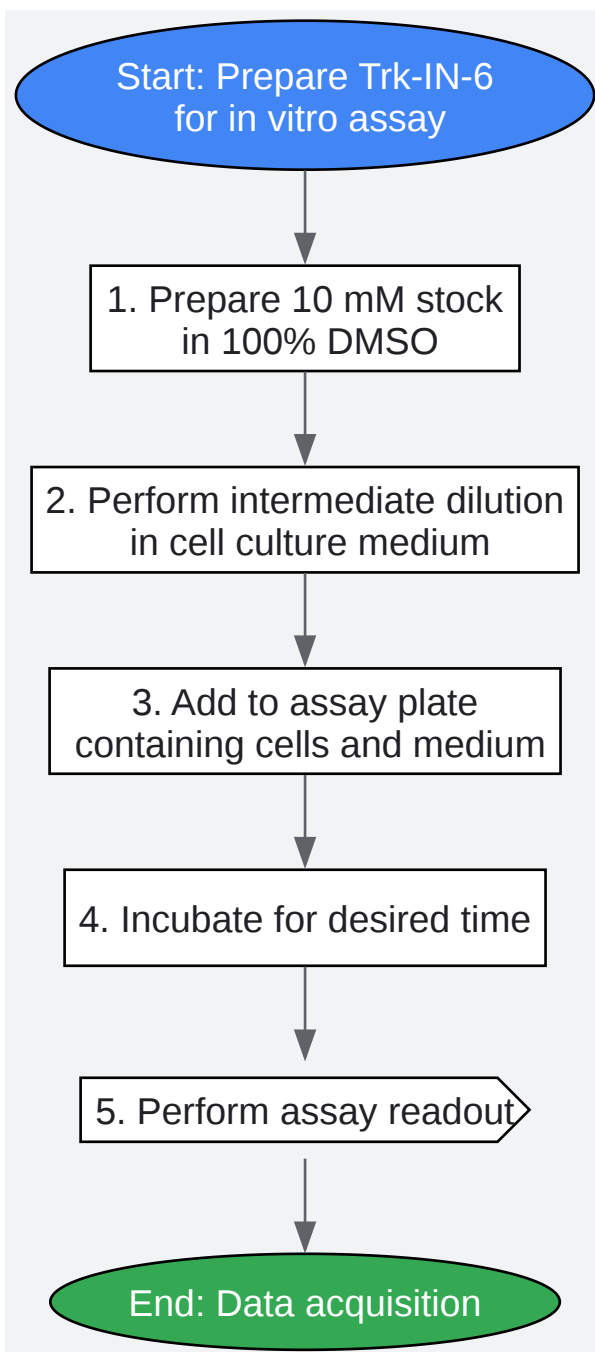 Start: Prepare Trk-IN-6
for in vitro assay
1. Prepare 10 mM stock
in 100% DMSO
2. Perform intermediate dilution
in cell culture medium
3. Add to assay plate
containing cells and medium
4. Incubate for desired time
5. Perform assay readout
End: Data acquisition